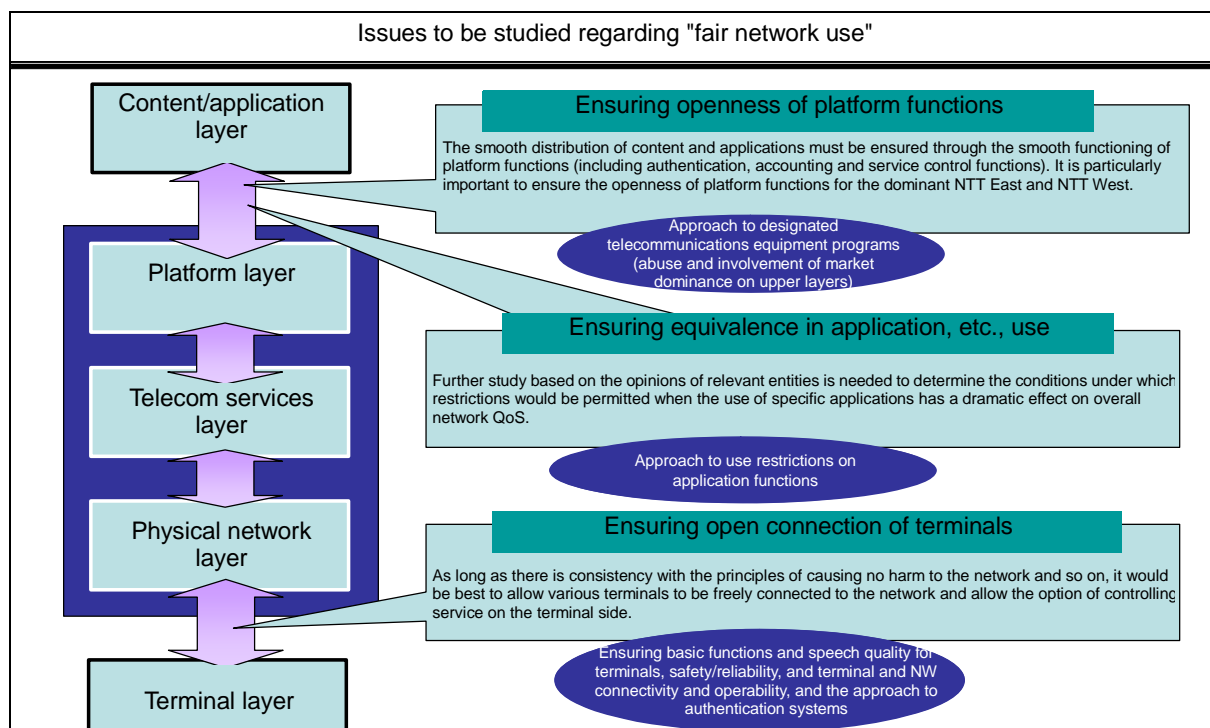 Issues to be studied regarding "fair network use"
Content/application
layer
Platform layer
Telecom services
layer
Physical network
layer
Terminal layer
Ensuring openness of platform functions
The smooth distribution of content and applications must be ensured through the smooth functioning of
platform functions (including authentication, accounting and service control functions). It is particularly
important to ensure the openness of platform functions for the dominant NTT East and NTT West.
Approach to designated
telecommunications equipment programs
(abuse and involvement of market
dominance on upper layers)
Ensuring equivalence in application, etc., use
Further study based on the opinions of relevant entities is needed to determine the conditions under which
restrictions would be permitted when the use of specific applications has a dramatic effect on overall
network QoS.
Approach to use restrictions on
application functions
Ensuring open connection of terminals
As long as there is consistency with the principles of causing no harm to the network and so on, it would
be best to allow various terminals to be freely connected to the network and allow the option of controlling
service on the terminal side.
Ensuring basic functions and speech quality for
terminals, safety/reliability, and terminal and NW
connectivity and operability, and the approach to
authentication systems